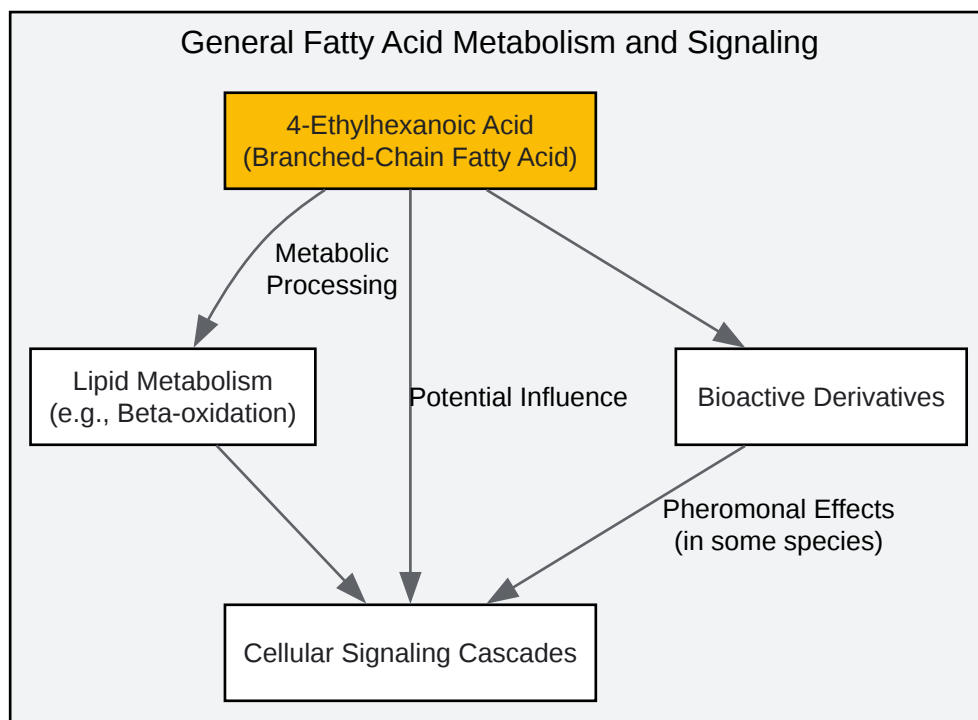 General Fatty Acid Metabolism and Signaling
4-Ethylhexanoic Acid
(Branched-Chain Fatty Acid)
Metabolic
Processing
Lipid Metabolism
(e.g., Beta-oxidation)
Potential Influence
Bioactive Derivatives
Pheromonal Effects
(in some species)
Cellular Signaling Cascades